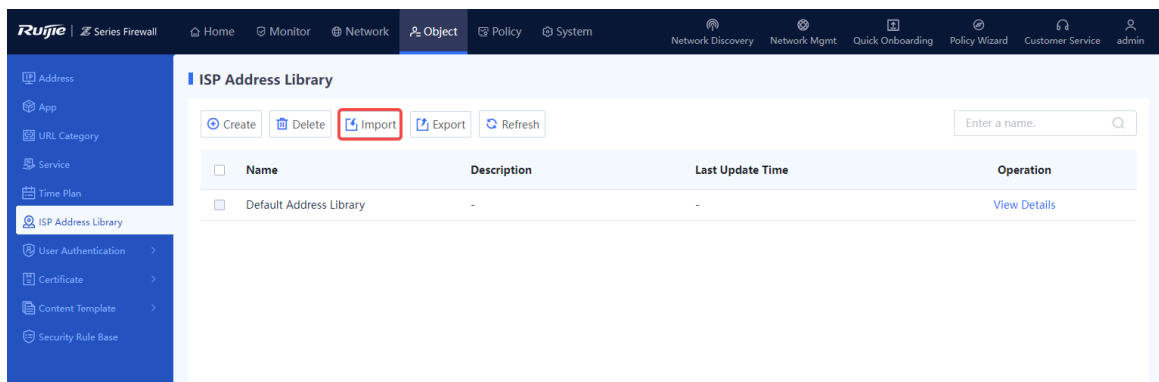 Ruijie | Z Series Firewall
Home Monitor Network Object Policy System
Network Discovery Network Mgmt Quick Onboarding Policy Wizard Customer Service admin
Address
App
URL Category
Service
Time Plan
ISP Address Library
User Authentication
Certificate
Content Template
Security Rule Base
ISP Address Library
Create Delete Import Export Refresh
Enter a name.
Name Description Last Update Time Operation
Default Address Library - - View Details